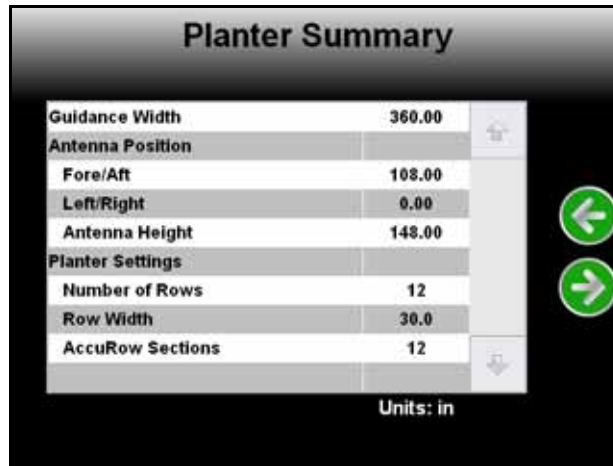 Planter Summary
Guidance Width 360.00
Antenna Position
Fore/Aft 108.00
Left/Right 0.00
Antenna Height 148.00
Planter Settings
Number of Rows 12
Row Width 30.0
AccuRow Sections 12
Units: in